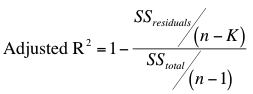 Adjusted R² = 1 − (SS_residuals / (n − K)) / (SS_total / (n − 1))